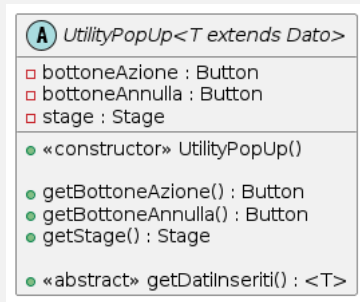 A UtilityPopUp<T extends Dato>
bottoneAzione : Button
bottoneAnnulla : Button
stage : Stage
«constructor» UtilityPopUp()
getBottoneAzione() : Button
getBottoneAnnulla() : Button
getStage() : Stage
«abstract» getDatiInseriti() : <T>